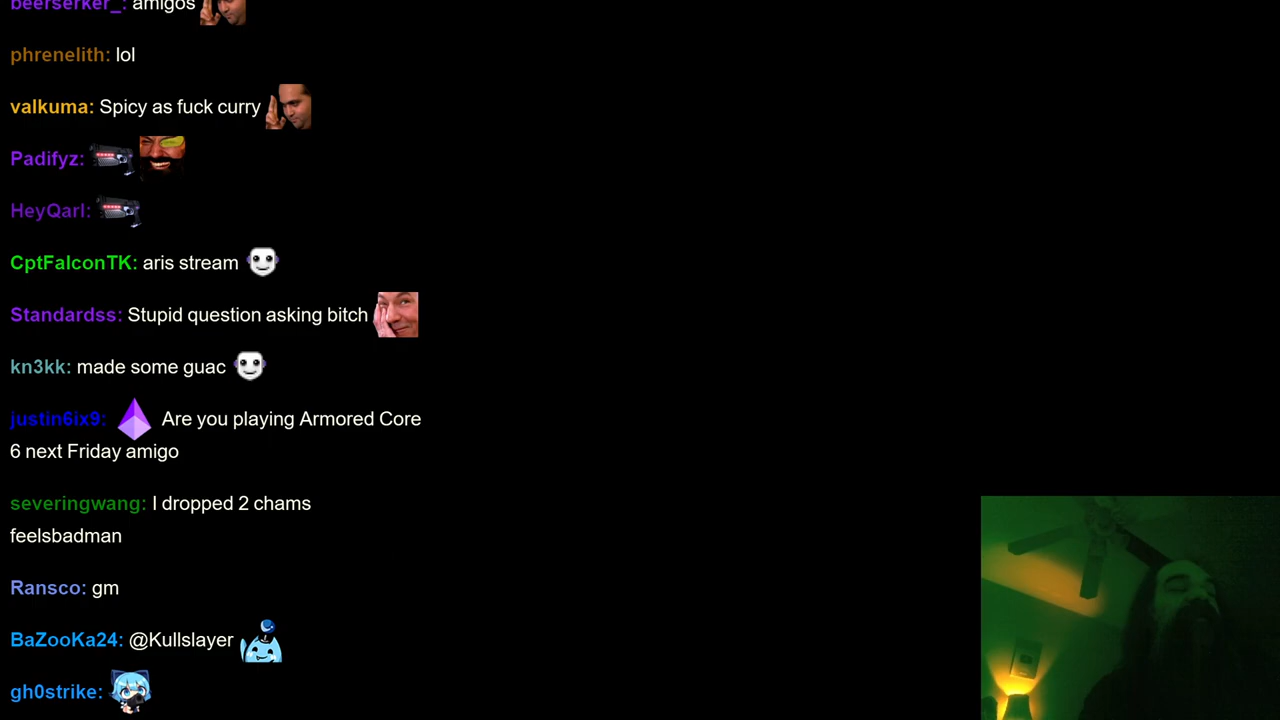 beerserker_: amigos
phrenelith: lol
valkuma: Spicy as fuck curry
Padifyz:
HeyQarl:
CptFalconTK: aris stream
Standardss: Stupid question asking bitch
kn3kk: made some guac
justin6ix9: Are you playing Armored Core
6 next Friday amigo
severingwang: I dropped 2 chams
feelsbadman
Ransco: gm
BaZooKa24: @Kullslayer
gh0strike: